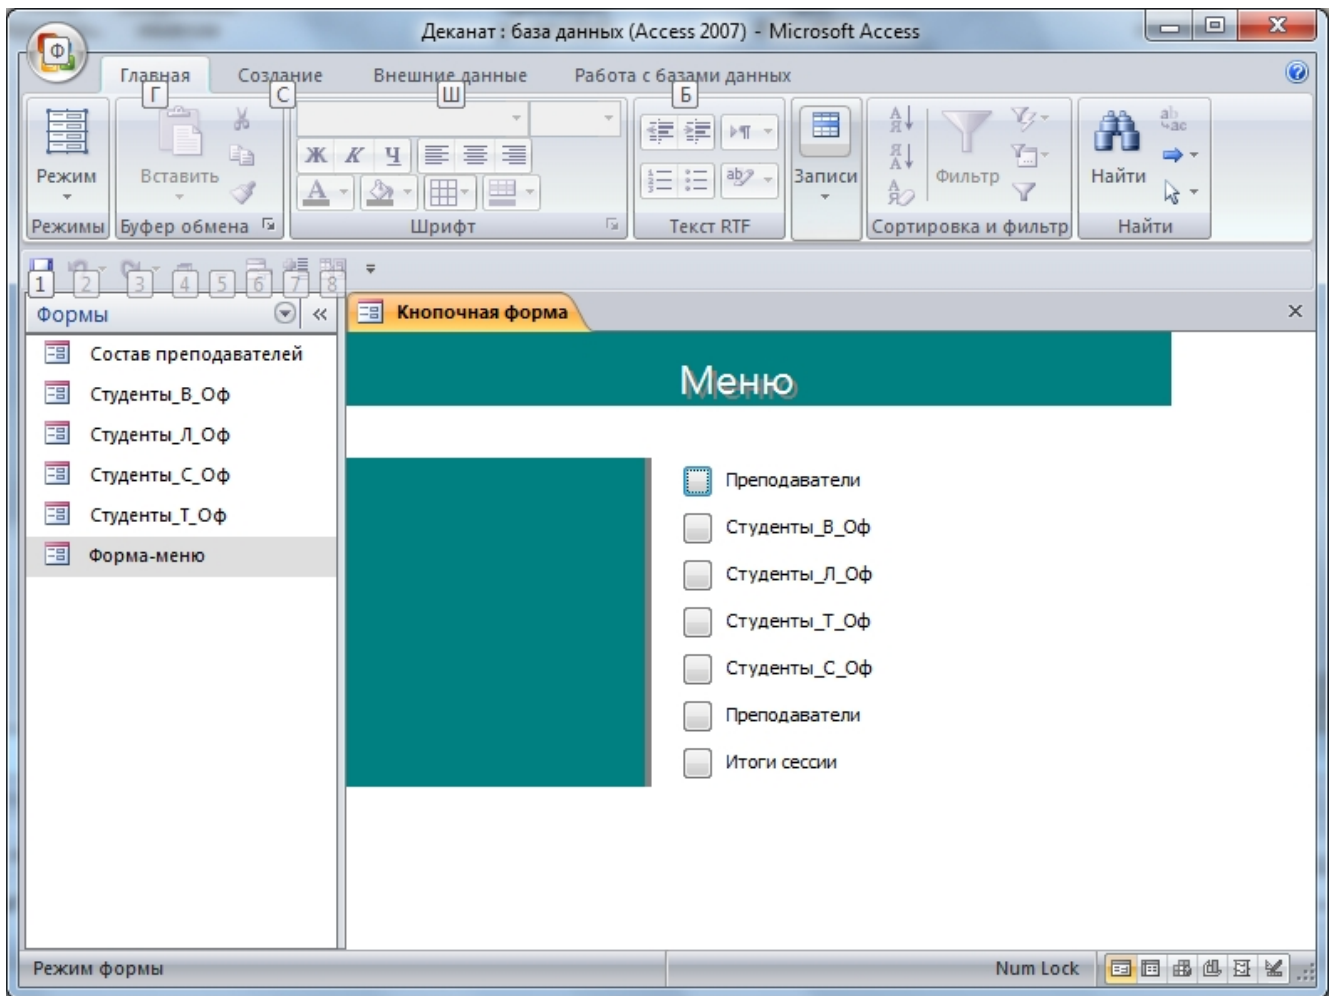 Деканат : база данных (Access 2007) - Microsoft Access
Ф
Главная Создание Внешние данные Работа с базами данных
Г С Ш Б
Ж К Ч
Режим Вставить Записи Фильтр Найти
Режимы Буфер обмена Шрифт Текст RTF Сортировка и фильтр Найти
1 2 3 4 5 6 7 8
Формы Кнопочная форма
Состав преподавателей
Студенты_В_Оф
Студенты_Л_Оф
Студенты_С_Оф
Студенты_Т_Оф
Форма-меню
Меню
Преподаватели
Студенты_В_Оф
Студенты_Л_Оф
Студенты_Т_Оф
Студенты_С_Оф
Преподаватели
Итоги сессии
Режим формы Num Lock